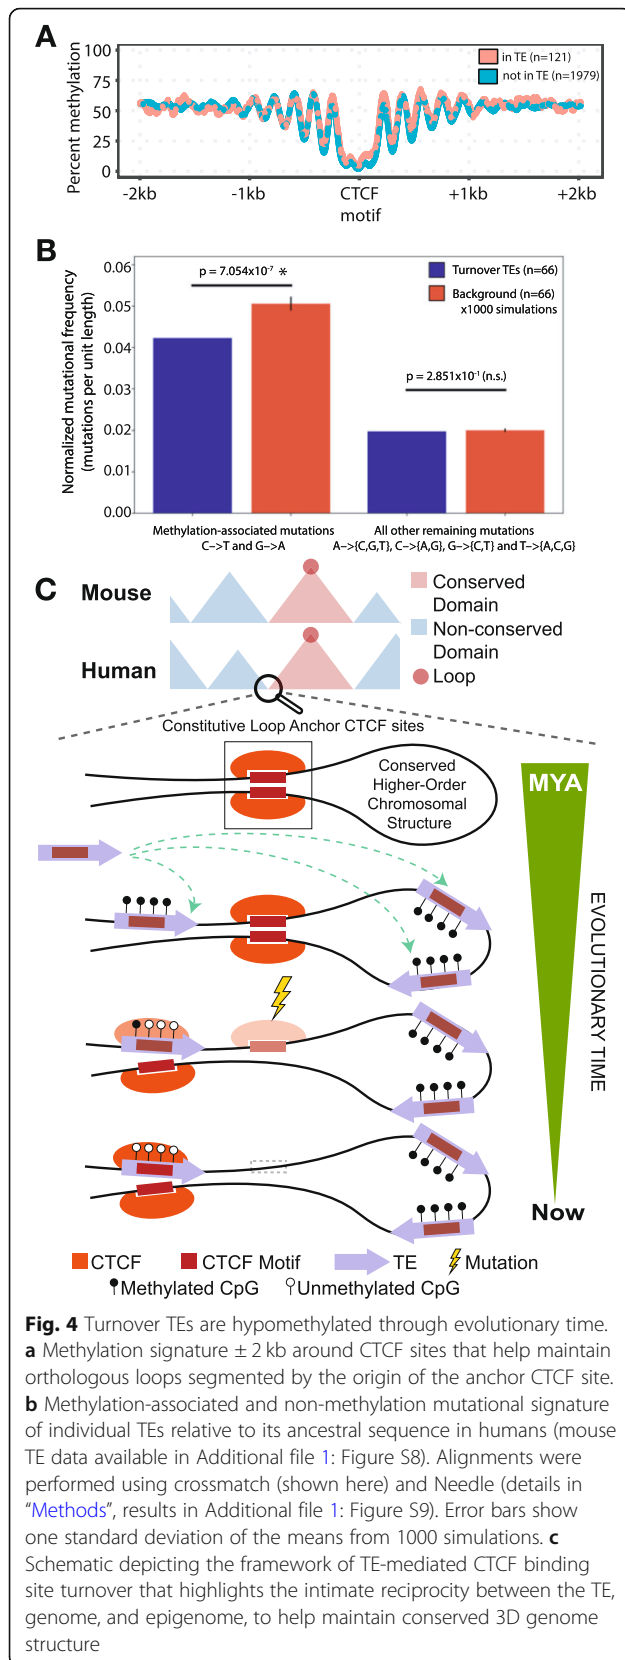 A
Percent methylation
100
75
50
25
0
in TE (n=121)
not in TE (n=1979)
-2kb
-1kb
CTCF
motif
+1kb
+2kb
B
Normalized mutational frequency
(mutations per unit length)
0.06
0.05
0.04
0.03
0.02
0.01
0.00
p = 7.054x10⁻⁷ *
Turnover TEs (n=66)
Background (n=66)
x1000 simulations
p = 2.851x10⁻¹ (n.s.)
Methylation-associated mutations
C–>T and G–>A
All other remaining mutations
A–>{C,G,T}, C–>{A,G}, G–>{C,T} and T–>{A,C,G}
C
Mouse
Human
Conserved
Domain
Non-conserved
Domain
Loop
Constitutive Loop Anchor CTCF sites
Conserved
Higher-Order
Chromosomal
Structure
MYA
EVOLUTIONARY TIME
Now
CTCF
CTCF Motif
TE
Mutation
Methylated CpG
Unmethylated CpG
Fig. 4 Turnover TEs are hypomethylated through evolutionary time.
a Methylation signature ± 2 kb around CTCF sites that help maintain
orthologous loops segmented by the origin of the anchor CTCF site.
b Methylation-associated and non-methylation mutational signature
of individual TEs relative to its ancestral sequence in humans (mouse
TE data available in Additional file 1: Figure S8). Alignments were
performed using crossmatch (shown here) and Needle (details in
“Methods”, results in Additional file 1: Figure S9). Error bars show
one standard deviation of the means from 1000 simulations. c
Schematic depicting the framework of TE-mediated CTCF binding
site turnover that highlights the intimate reciprocity between the TE,
genome, and epigenome, to help maintain conserved 3D genome
structure